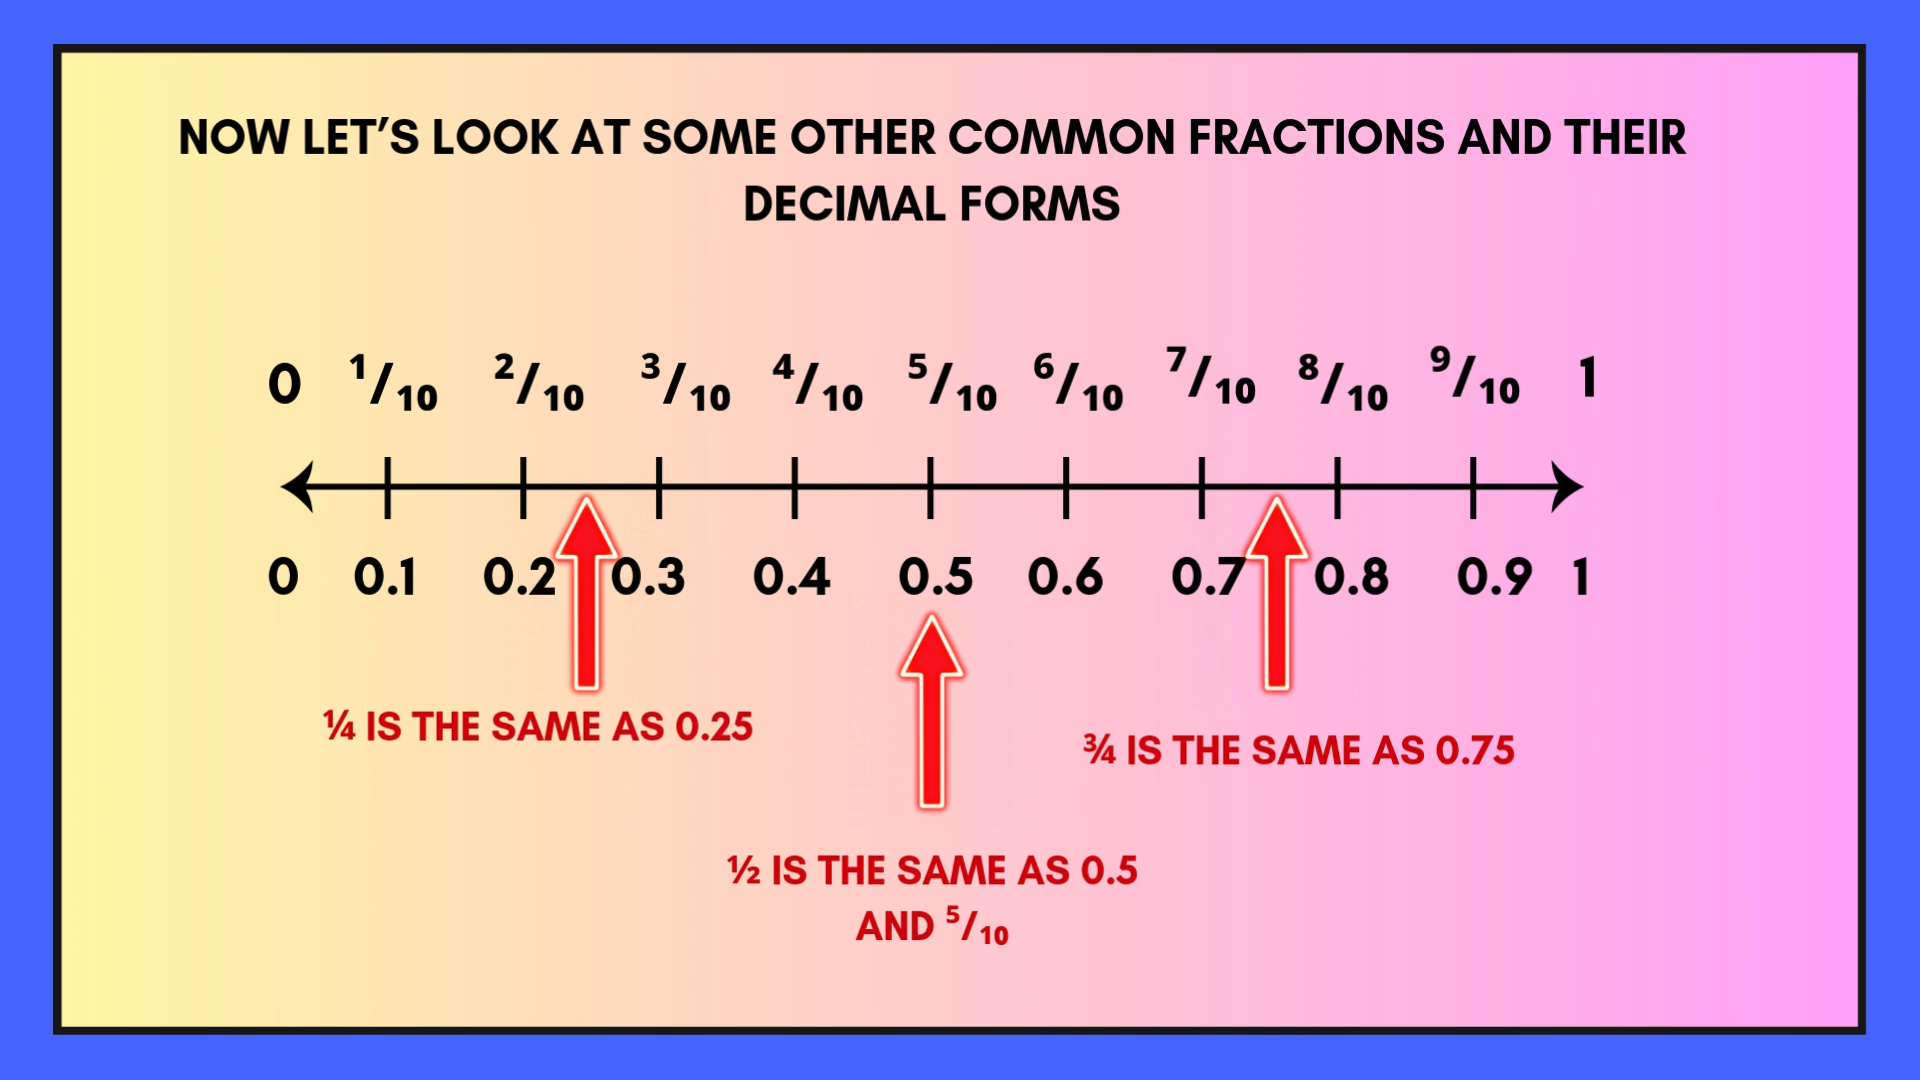 NOW LET’S LOOK AT SOME OTHER COMMON FRACTIONS AND THEIR
DECIMAL FORMS
0 ¹/₁₀ ²/₁₀ ³/₁₀ ⁴/₁₀ ⁵/₁₀ ⁶/₁₀ ⁷/₁₀ ⁸/₁₀ ⁹/₁₀ 1
0 0.1 0.2 0.3 0.4 0.5 0.6 0.7 0.8 0.9 1
¼ IS THE SAME AS 0.25
¾ IS THE SAME AS 0.75
½ IS THE SAME AS 0.5
AND ⁵/₁₀